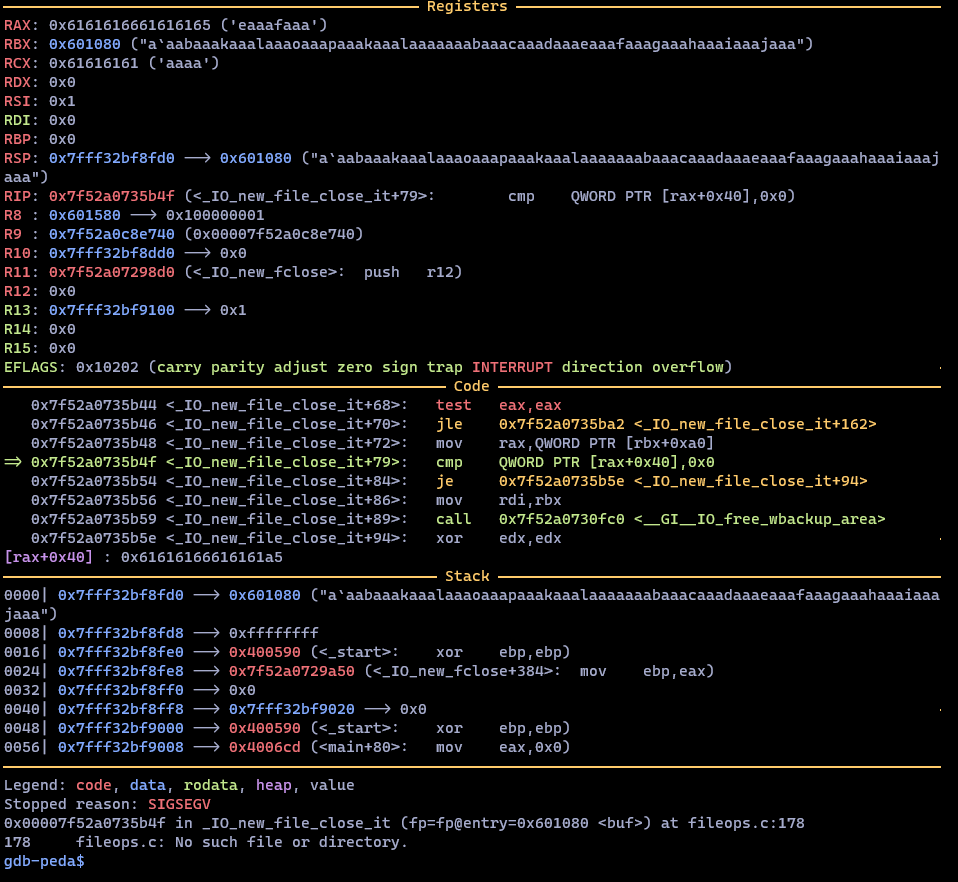 Registers
RAX: 0x6161616661616165 ('eaaafaaa')
RBX: 0x601080 ("a`aabaaakaaalaaaoaaapaaakaaalaaaaaaabaaacaaadaaaeaaafaaagaaahaaaiaaajaaa")
RCX: 0x61616161 ('aaaa')
RDX: 0x0
RSI: 0x1
RDI: 0x0
RBP: 0x0
RSP: 0x7fff32bf8fd0 --> 0x601080 ("a`aabaaakaaalaaaoaaapaaakaaalaaaaaaabaaacaaadaaaeaaafaaagaaahaaaiaaaj
aaa")
RIP: 0x7f52a0735b4f (<_IO_new_file_close_it+79>: cmp QWORD PTR [rax+0x40],0x0)
R8 : 0x601580 --> 0x100000001
R9 : 0x7f52a0c8e740 (0x00007f52a0c8e740)
R10: 0x7fff32bf8dd0 --> 0x0
R11: 0x7f52a07298d0 (<_IO_new_fclose>: push r12)
R12: 0x0
R13: 0x7fff32bf9100 --> 0x1
R14: 0x0
R15: 0x0
EFLAGS: 0x10202 (carry parity adjust zero sign trap INTERRUPT direction overflow)
Code
0x7f52a0735b44 <_IO_new_file_close_it+68>: test eax,eax
0x7f52a0735b46 <_IO_new_file_close_it+70>: jle 0x7f52a0735ba2 <_IO_new_file_close_it+162>
0x7f52a0735b48 <_IO_new_file_close_it+72>: mov rax,QWORD PTR [rbx+0xa0]
=> 0x7f52a0735b4f <_IO_new_file_close_it+79>: cmp QWORD PTR [rax+0x40],0x0
0x7f52a0735b54 <_IO_new_file_close_it+84>: je 0x7f52a0735b5e <_IO_new_file_close_it+94>
0x7f52a0735b56 <_IO_new_file_close_it+86>: mov rdi,rbx
0x7f52a0735b59 <_IO_new_file_close_it+89>: call 0x7f52a0730fc0 <__GI__IO_free_wbackup_area>
0x7f52a0735b5e <_IO_new_file_close_it+94>: xor edx,edx
[rax+0x40] : 0x61616166616161a5
Stack
0000| 0x7fff32bf8fd0 --> 0x601080 ("a`aabaaakaaalaaaoaaapaaakaaalaaaaaaabaaacaaadaaaeaaafaaagaaahaaaiaaa
jaaa")
0008| 0x7fff32bf8fd8 --> 0xffffffff
0016| 0x7fff32bf8fe0 --> 0x400590 (<_start>: xor ebp,ebp)
0024| 0x7fff32bf8fe8 --> 0x7f52a0729a50 (<_IO_new_fclose+384>: mov ebp,eax)
0032| 0x7fff32bf8ff0 --> 0x0
0040| 0x7fff32bf8ff8 --> 0x7fff32bf9020 --> 0x0
0048| 0x7fff32bf9000 --> 0x400590 (<_start>: xor ebp,ebp)
0056| 0x7fff32bf9008 --> 0x4006cd (<main+80>: mov eax,0x0)
Legend: code, data, rodata, heap, value
Stopped reason: SIGSEGV
0x00007f52a0735b4f in _IO_new_file_close_it (fp=fp@entry=0x601080 <buf>) at fileops.c:178
178 fileops.c: No such file or directory.
gdb-peda$